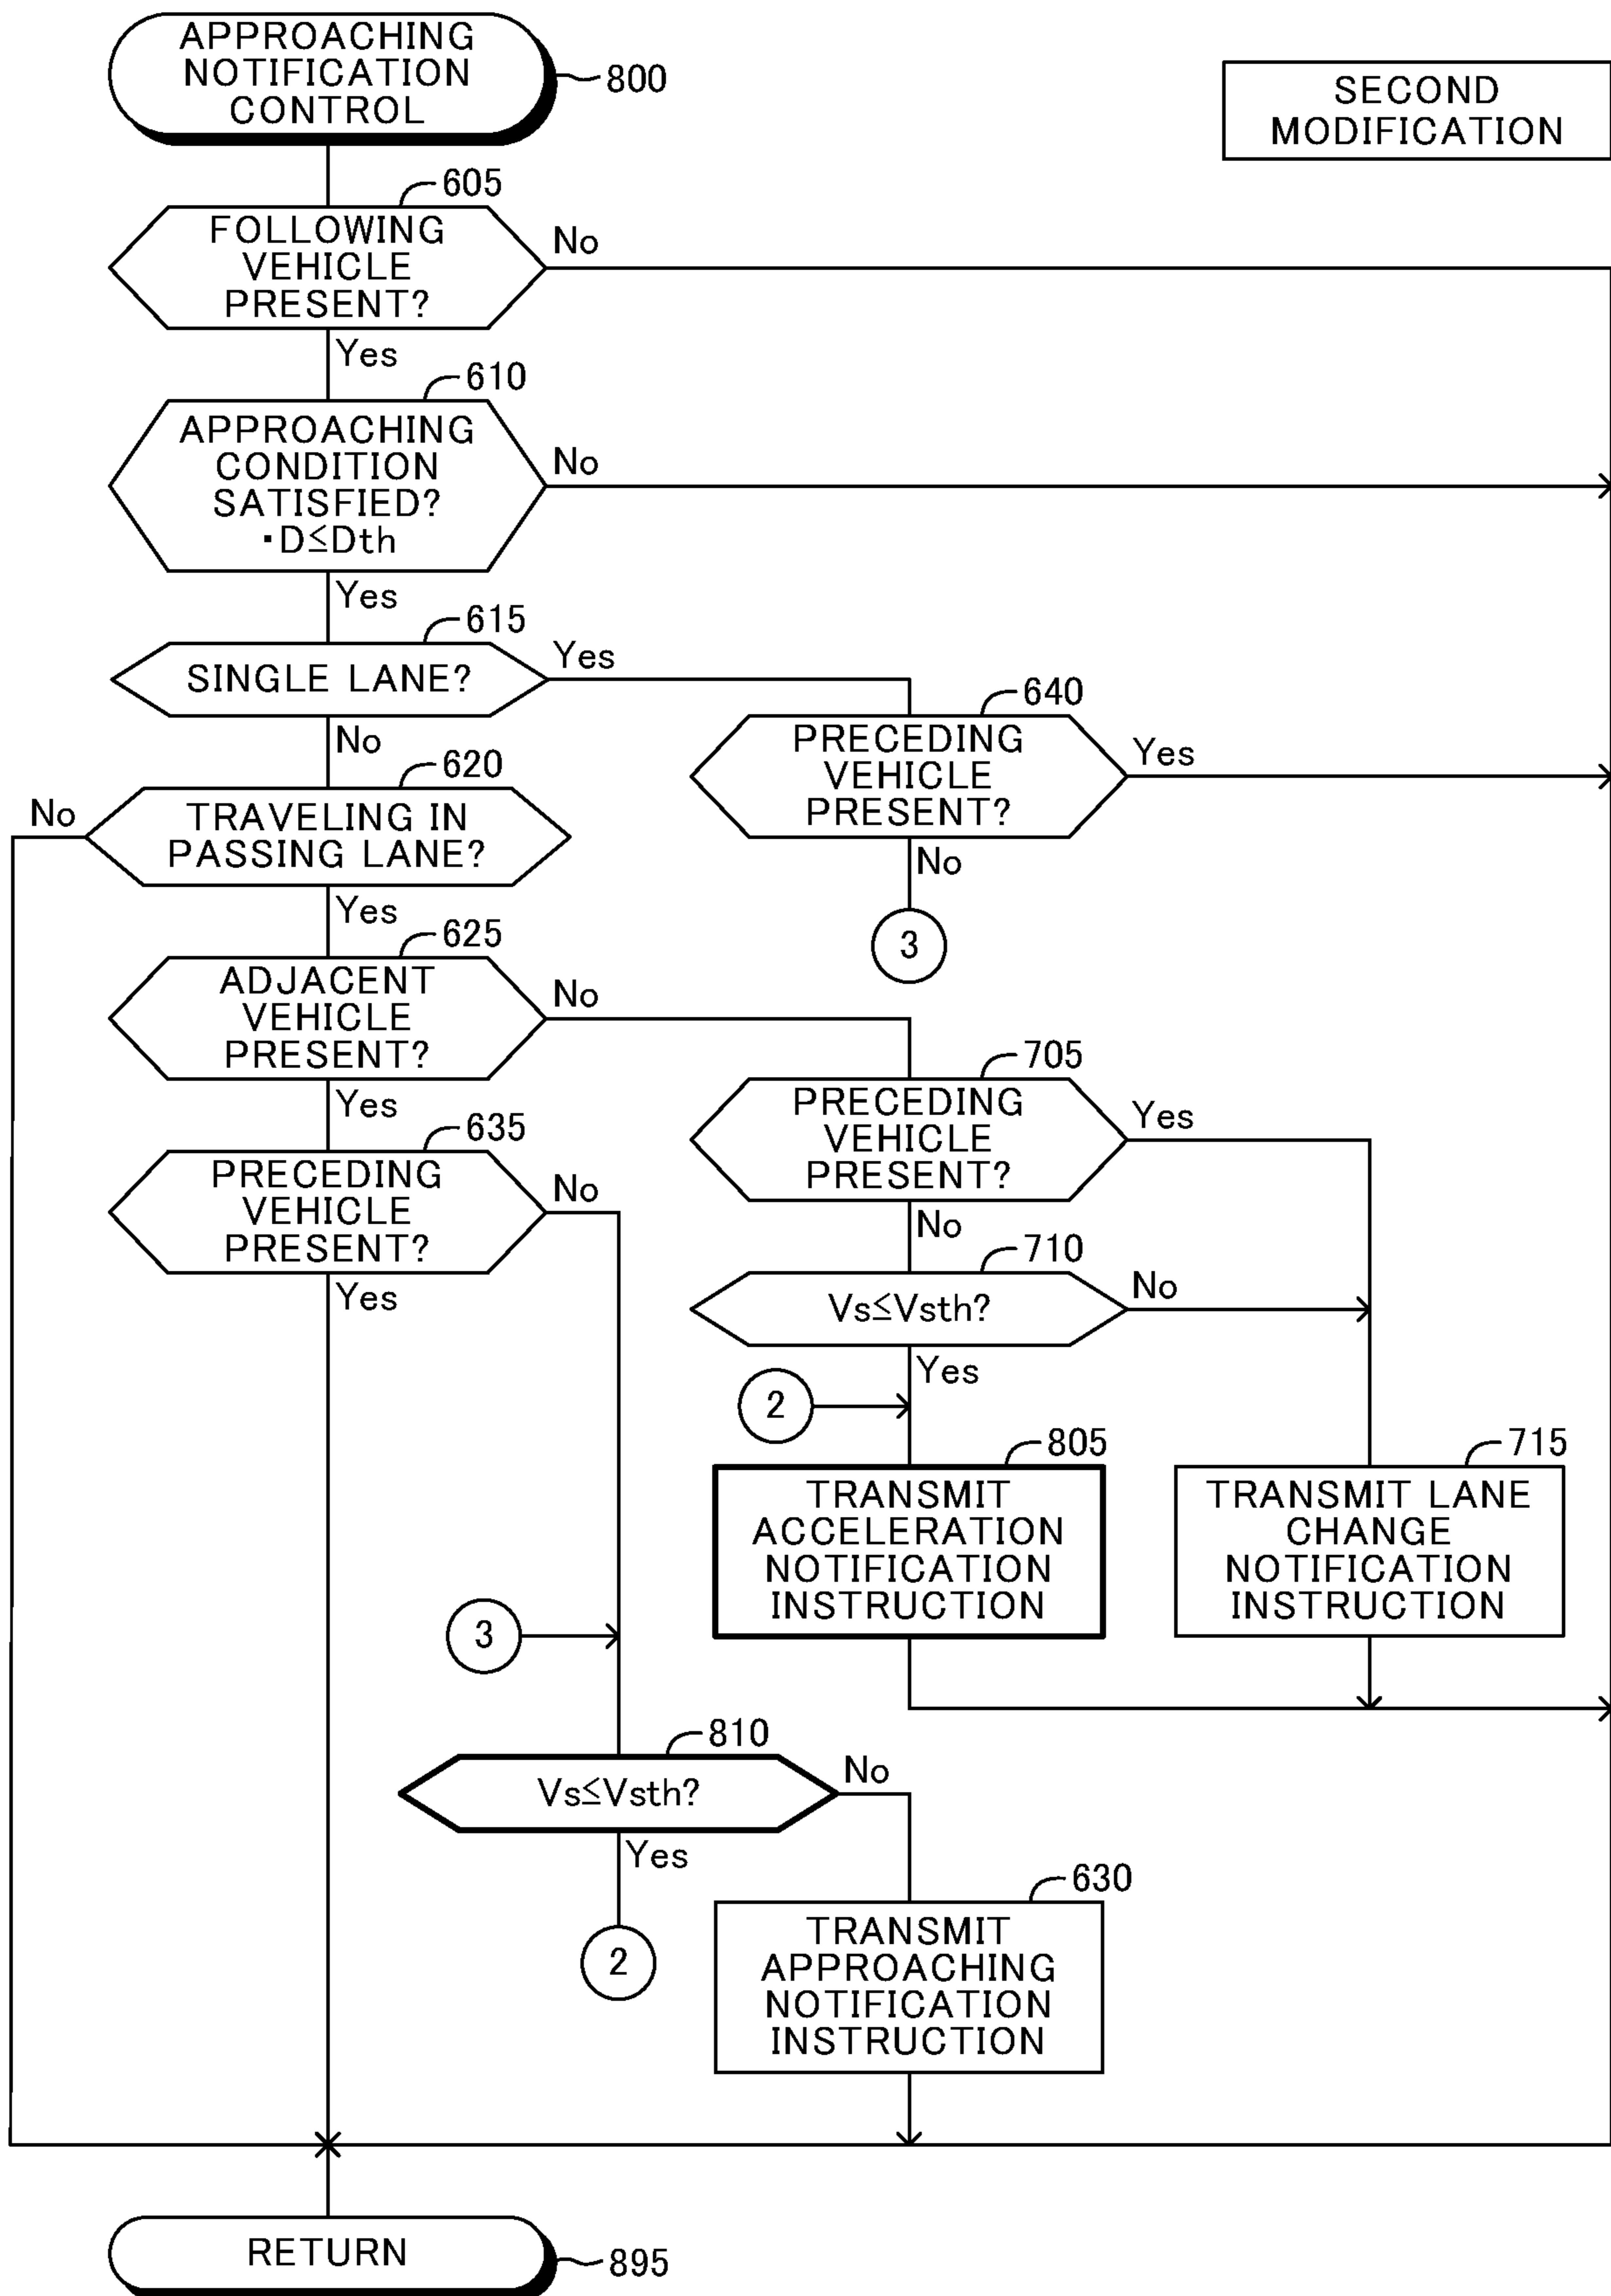 APPROACHING
NOTIFICATION
CONTROL
800
SECOND
MODIFICATION
605
FOLLOWING
VEHICLE
PRESENT?
No
Yes
610
APPROACHING
CONDITION
SATISFIED?
・D≦Dth
No
Yes
615
SINGLE LANE?
Yes
No
640
PRECEDING
VEHICLE
PRESENT?
Yes
No
3
620
TRAVELING IN
PASSING LANE?
No
Yes
625
ADJACENT
VEHICLE
PRESENT?
No
Yes
705
PRECEDING
VEHICLE
PRESENT?
Yes
No
635
PRECEDING
VEHICLE
PRESENT?
No
Yes
710
Vs≦Vsth?
No
Yes
2
805
TRANSMIT
ACCELERATION
NOTIFICATION
INSTRUCTION
715
TRANSMIT LANE
CHANGE
NOTIFICATION
INSTRUCTION
3
810
Vs≦Vsth?
No
Yes
2
630
TRANSMIT
APPROACHING
NOTIFICATION
INSTRUCTION
RETURN
895